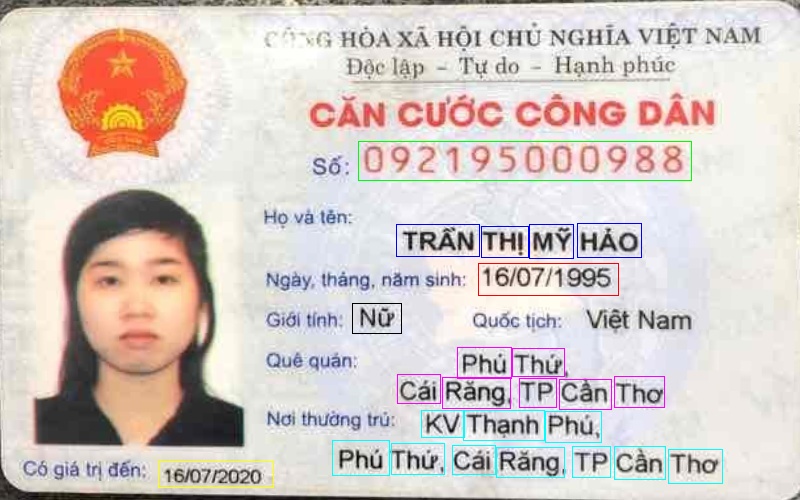 CỘNG HÒA XÃ HỘI CHỦ NGHĨA VIỆT NAM
Độc lập - Tự do - Hạnh phúc
CĂN CƯỚC CÔNG DÂN
Số: 092195000988
Họ và tên:
TRẦN THỊ MỸ HẢO
Ngày, tháng, năm sinh: 16/07/1995
Giới tính: Nữ Quốc tịch: Việt Nam
Quê quán: Phú Thứ,
Cái Răng, TP Cần Thơ
Nơi thường trú: KV Thạnh Phú,
Phú Thứ, Cái Răng, TP Cần Thơ
Có giá trị đến: 16/07/2020